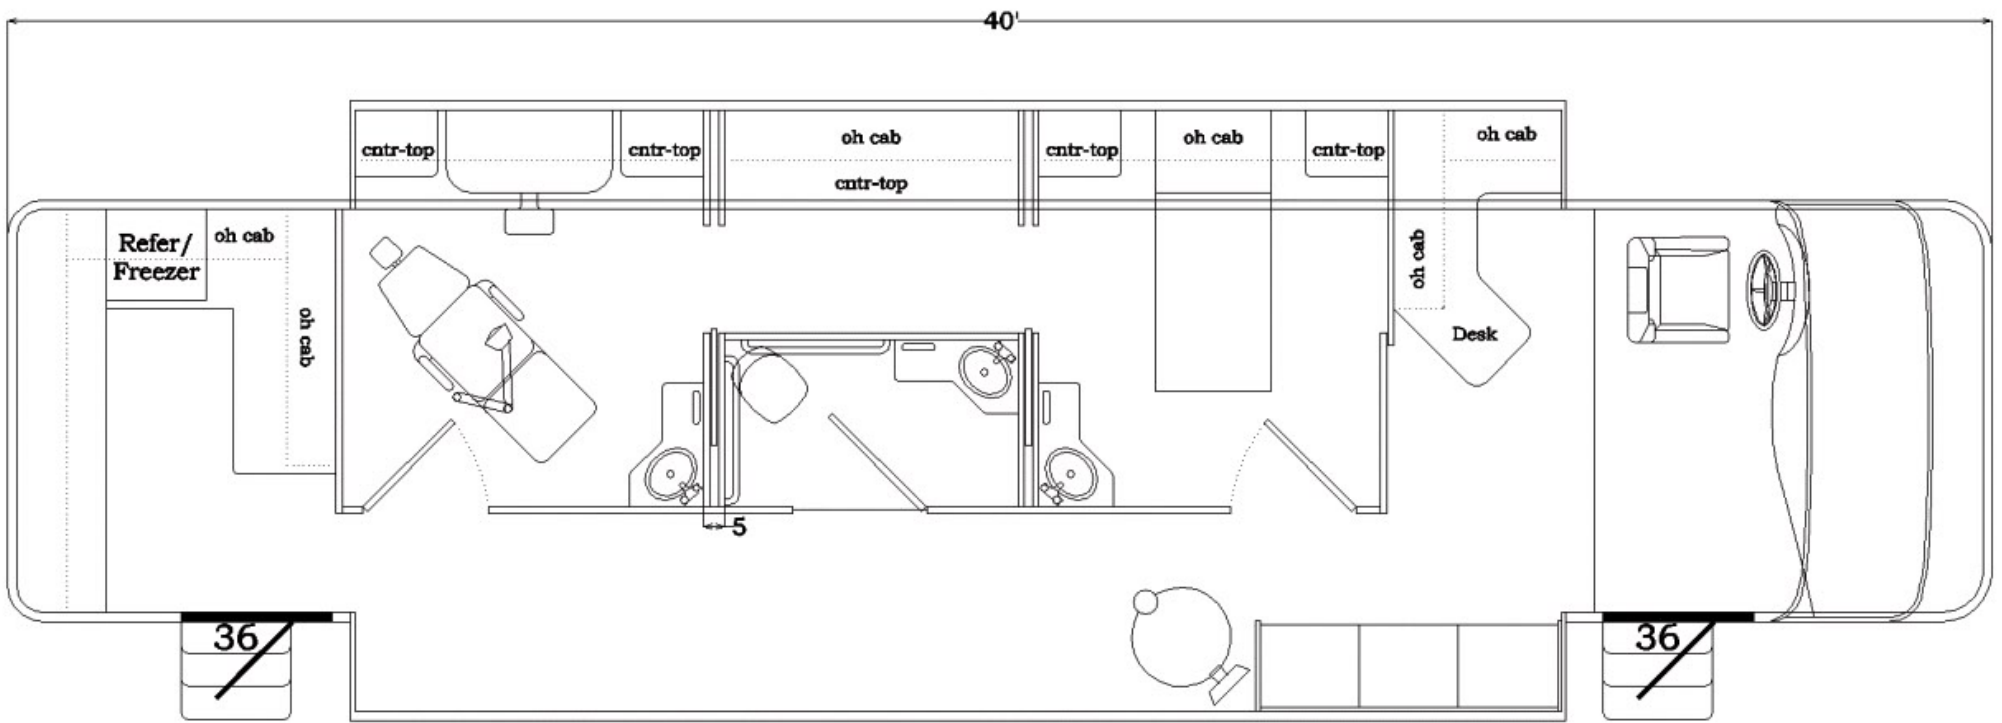 40'
oh cab
oh cab
oh cab
cntr-top
cntr-top
cntr-top
cntr-top
cntr-top
Refer/
Freezer
oh cab
oh cab
oh cab
Desk
5
36
36